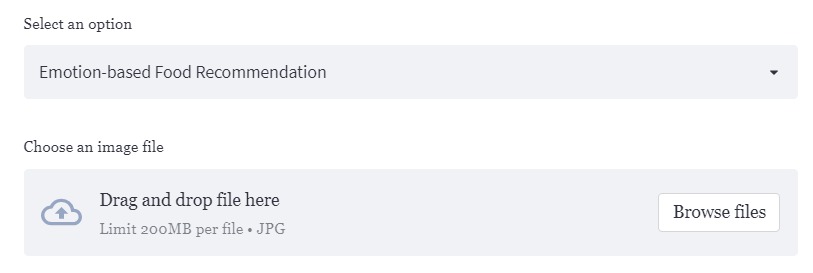 Select an option
Emotion-based Food Recommendation
Choose an image file
Drag and drop file here
Limit 200MB per file • JPG
Browse files